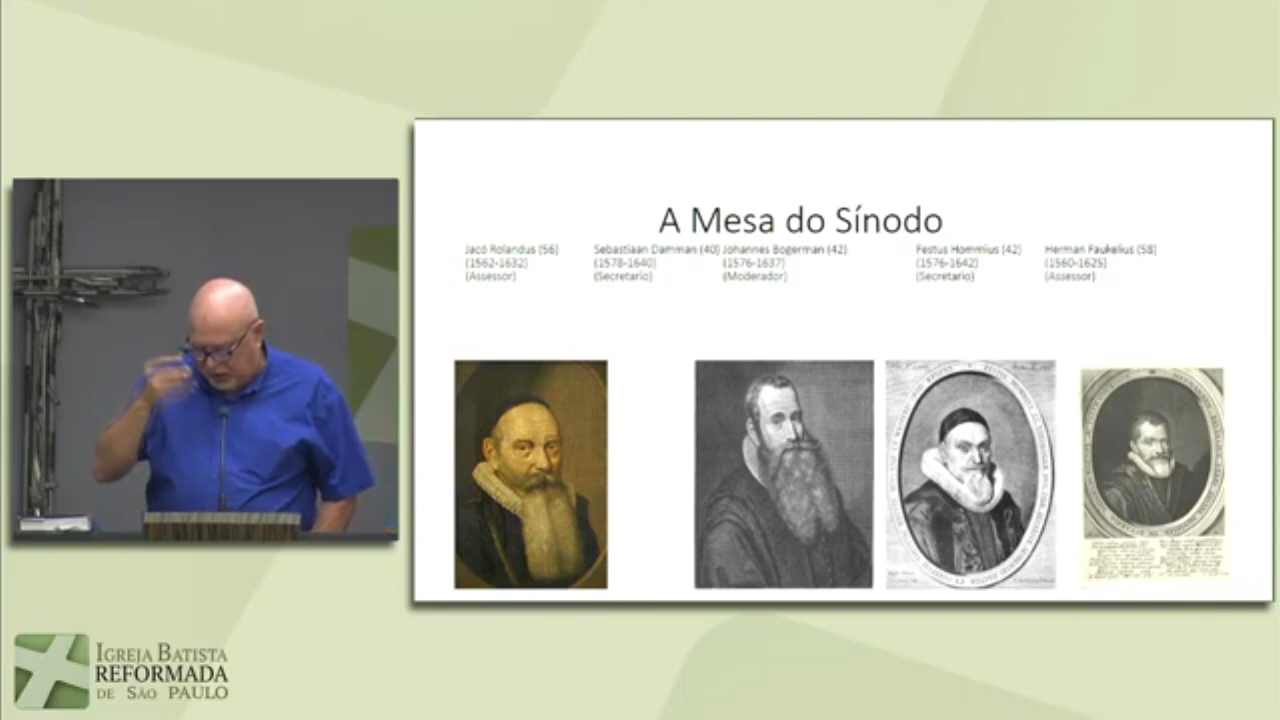 A Mesa do Sínodo
Jacó Rolandus (56)
(1562-1632)
(Assessor)
Sebastiaan Damman (40)
(1578-1640)
(Secretario)
Johannes Bogerman (42)
(1576-1637)
(Moderador)
Festus Hommius (42)
(1576-1642)
(Secretario)
Herman Faukelius (58)
(1560-1625)
(Assessor)
IGREJA BATISTA
REFORMADA
DE SÃO PAULO